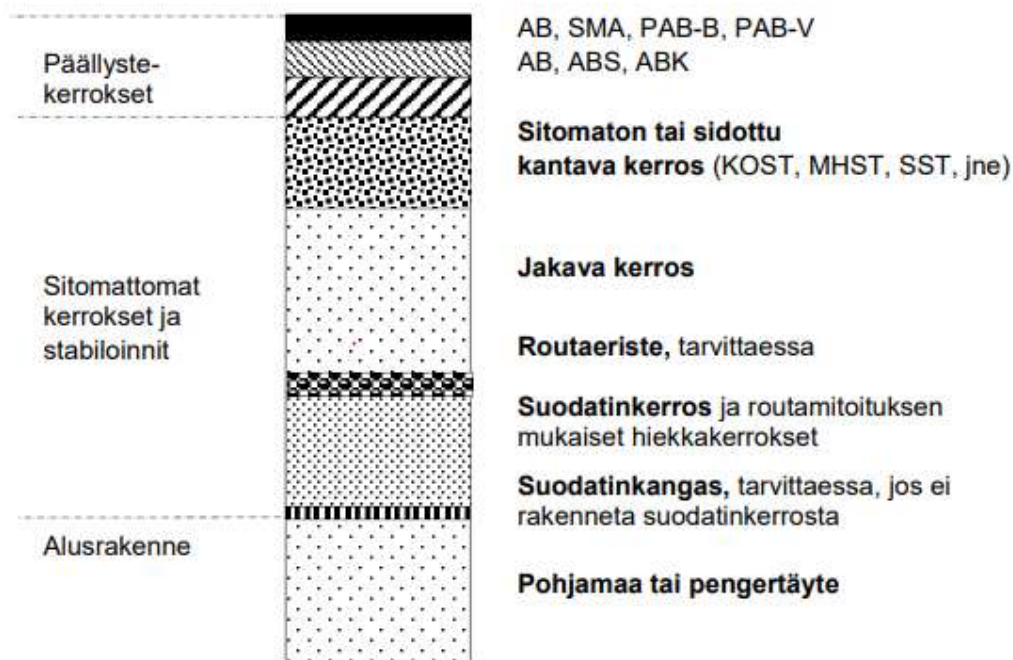 Päällyste-
kerrokset
Sitomattomat
kerrokset ja
stabiloinnit
Alusrakenne
AB, SMA, PAB-B, PAB-V
AB, ABS, ABK
Sitomaton tai sidottu
kantava kerros (KOST, MHST, SST, jne)
Jakava kerros
Routaeriste, tarvittaessa
Suodatinkerros ja routamitoituksen
mukaiset hiekkakerrokset
Suodatinkangas, tarvittaessa, jos ei
rakenneta suodatinkerrosta
Pohjamaa tai pengertäyte